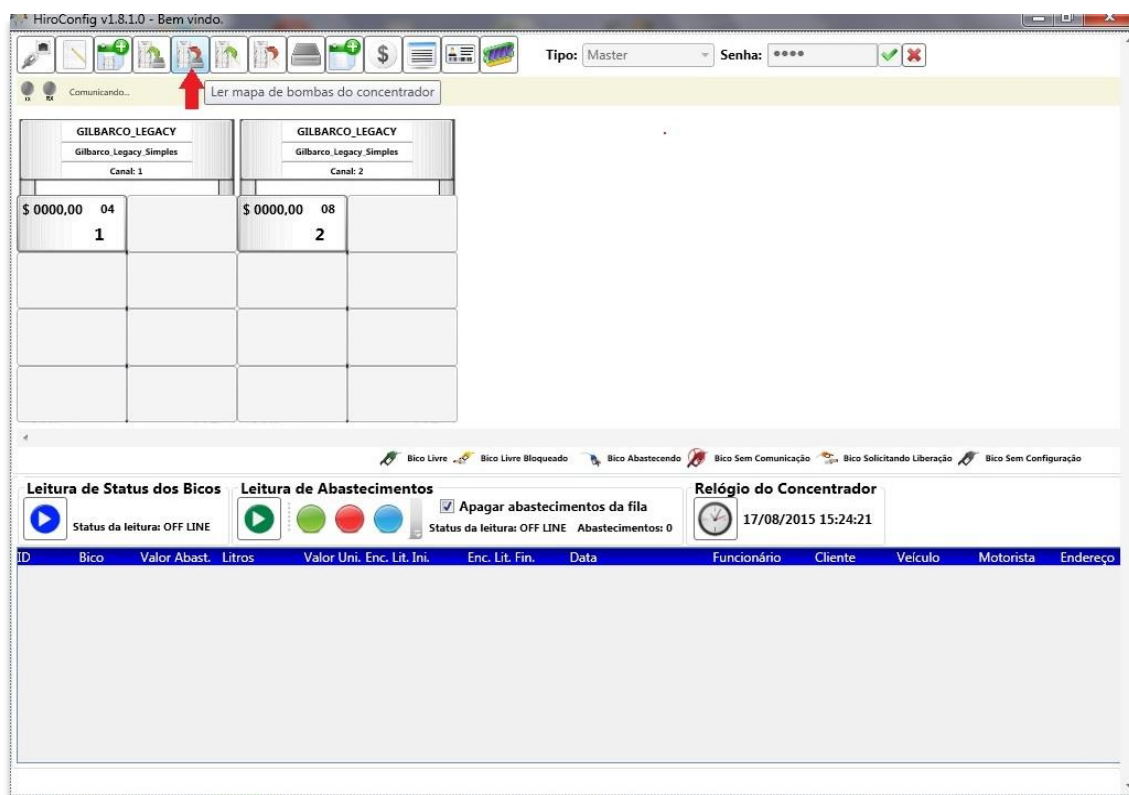 HiroConfig v1.8.1.0 - Bem vindo.
Tipo: Master Senha: ••••
Comunicando...
Ler mapa de bombas do concentrador
GILBARCO_LEGACY GILBARCO_LEGACY
Gilbarco_Legacy_Simples Gilbarco_Legacy_Simples
Canal: 1 Canal: 2
$ 0000,00 04 $ 0000,00 08
1 2
Bico Livre Bico Livre Bloqueado Bico Abastecendo Bico Sem Comunicação Bico Solicitando Liberação Bico Sem Configuração
Leitura de Status dos Bicos Leitura de Abastecimentos Relógio do Concentrador
Apagar abastecimentos da fila
17/08/2015 15:24:21
Status da leitura: OFF LINE Status da leitura: OFF LINE Abastecimentos: 0
ID Bico Valor Abast. Litros Valor Uni. Enc. Lit. Ini. Enc. Lit. Fin. Data Funcionário Cliente Veículo Motorista Endereço